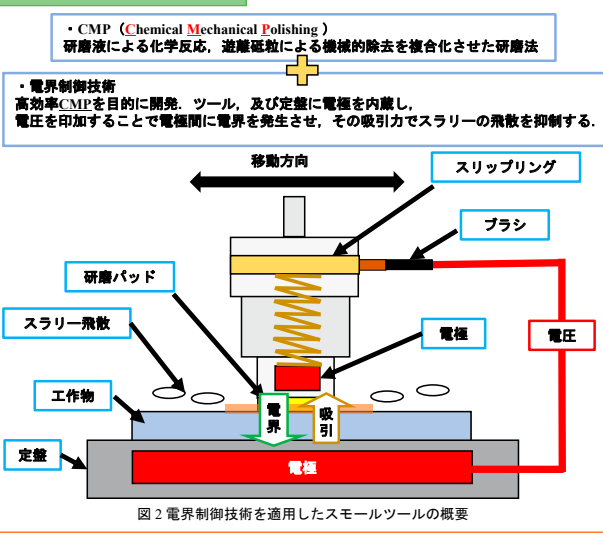 ・CMP（Chemical Mechanical Polishing ）
研磨液による化学反応，遊離砥粒による機械的除去を複合化させた研磨法
・電界制御技術
高効率CMPを目的に開発．ツール，及び定盤に電極を内蔵し，
電圧を印加することで電極間に電界を発生させ，その吸引力でスラリーの飛散を抑制する．
移動方向
スリップリング
ブラシ
研磨パッド
スラリー飛散
電極
電圧
工作物
電界
吸引
定盤
電極
図 2 電界制御技術を適用したスモールツールの概要